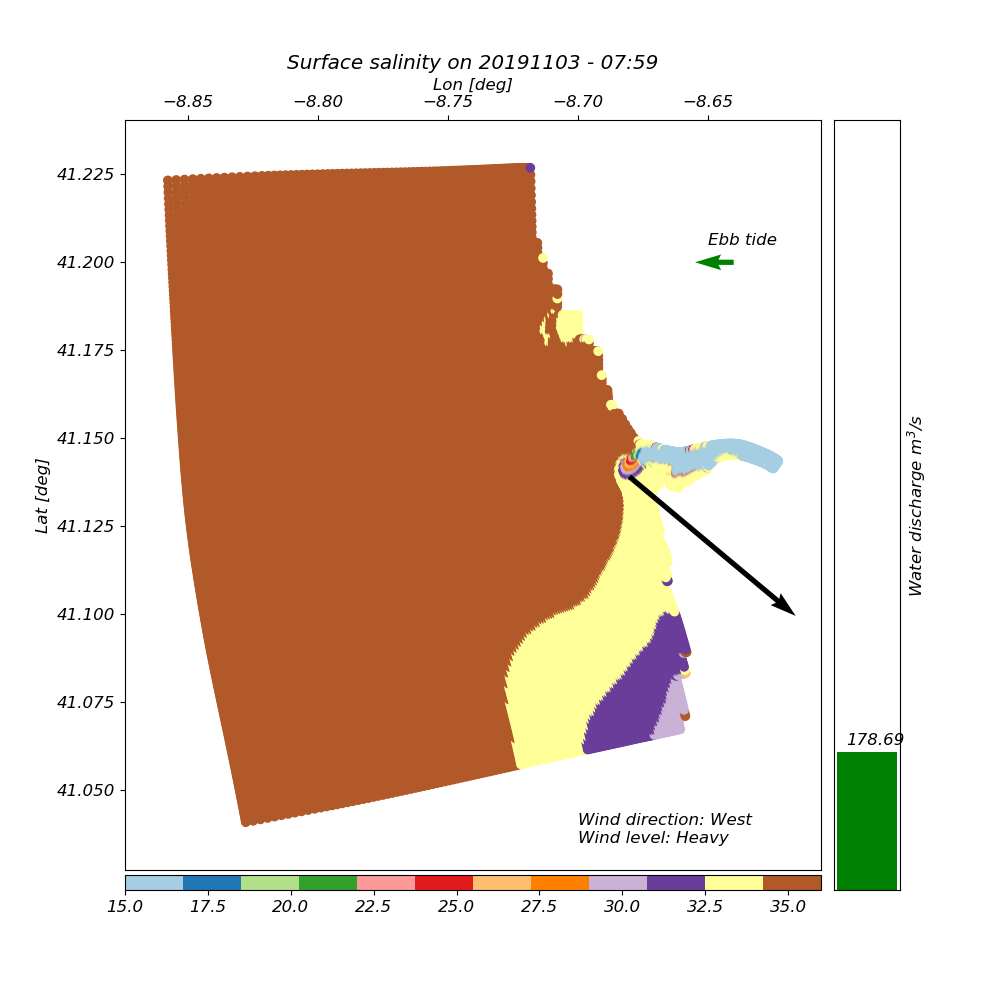 Surface salinity on 20191103 - 07:59
Lon [deg]
−8.85 −8.80 −8.75 −8.70 −8.65
41.225
41.200
41.175
41.150
41.125
41.100
41.075
41.050
Lat [deg]
Ebb tide
Wind direction: West
Wind level: Heavy
178.69
Water discharge m³/s
15.0 17.5 20.0 22.5 25.0 27.5 30.0 32.5 35.0